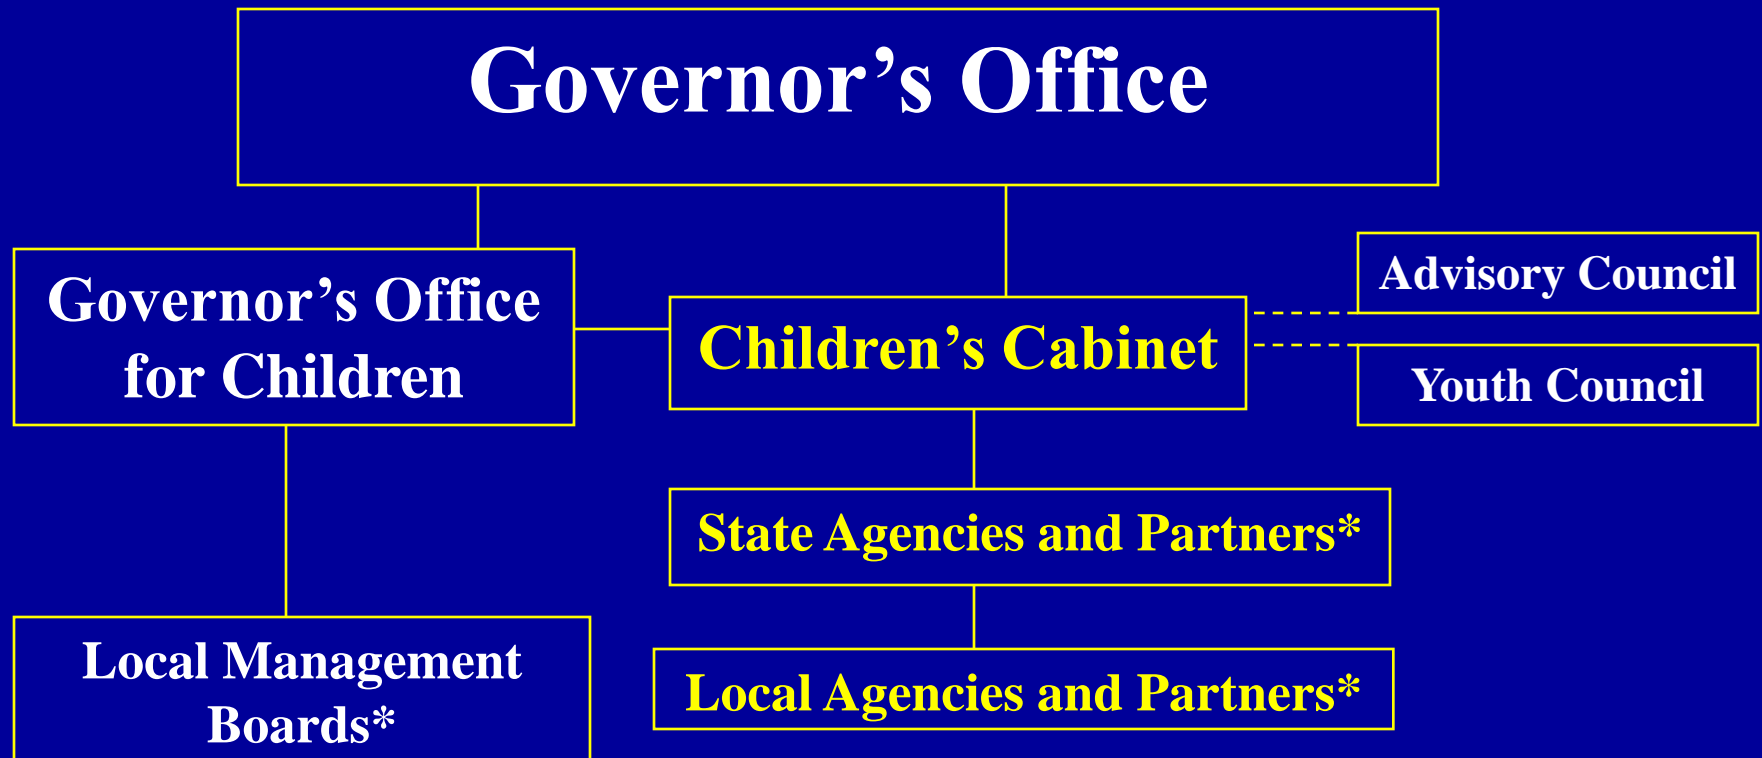 Governor’s Office
Governor’s Office
for Children
Children’s Cabinet
Advisory Council
Youth Council
State Agencies and Partners*
Local Management
Boards*
Local Agencies and Partners*